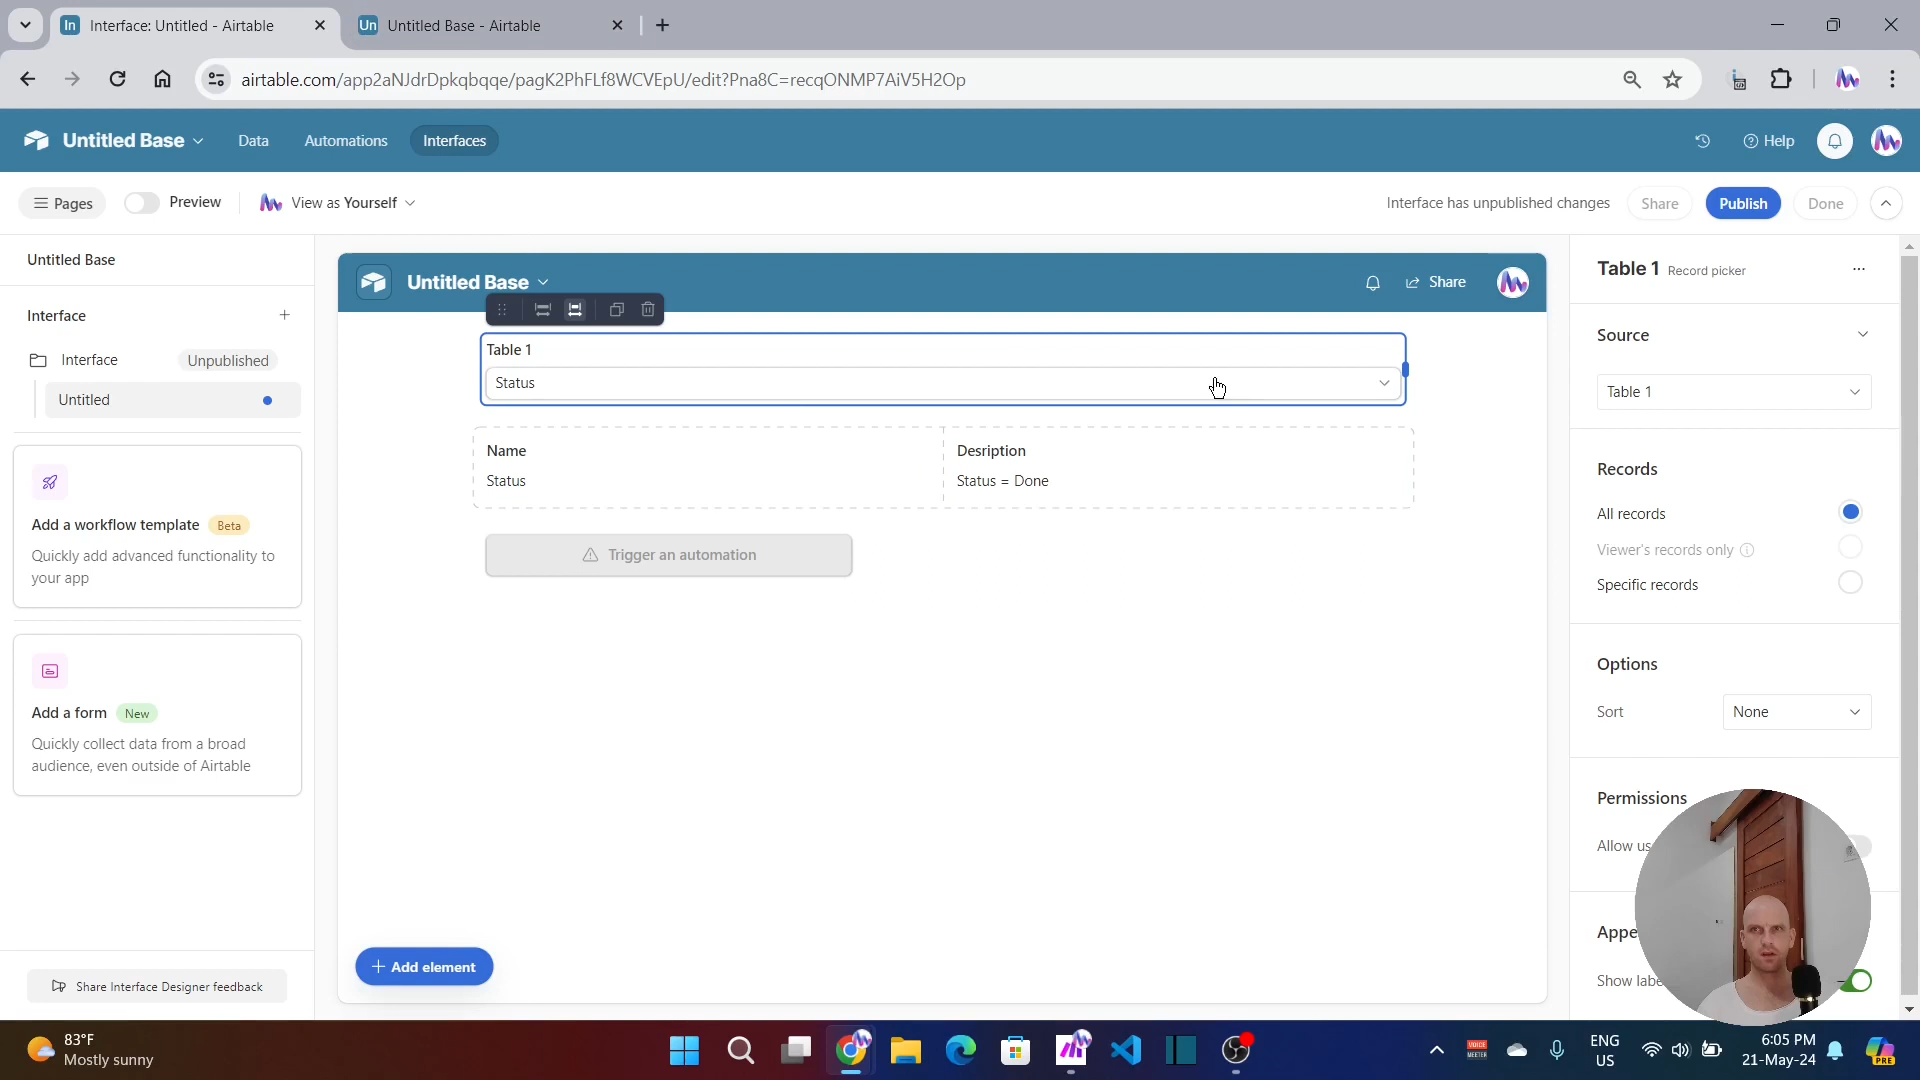 In Interface: Untitled - Airtable
Un Untitled Base - Airtable
airtable.com/app2aNJdrDpkqbqqe/pagK2PhFLf8WCVEpU/edit?Pna8C=recqONMP7AiV5H2Op
Untitled Base
Data
Automations
Interfaces
Help
Pages
Preview
View as Yourself
Interface has unpublished changes
Share
Publish
Done
Untitled Base
Interface
Interface
Unpublished
Untitled
Add a workflow template Beta
Quickly add advanced functionality to
your app
Add a form New
Quickly collect data from a broad
audience, even outside of Airtable
Share Interface Designer feedback
Untitled Base
Share
Table 1
Status
Name
Status
Desription
Status = Done
Trigger an automation
Add element
Table 1 Record picker
Source
Table 1
Records
All records
Viewer's records only
Specific records
Options
Sort
None
Permissions
Allow us
Appe
Show labe
83°F
Mostly sunny
VOICE
MEETER
ENG
US
6:05 PM
21-May-24
PRE